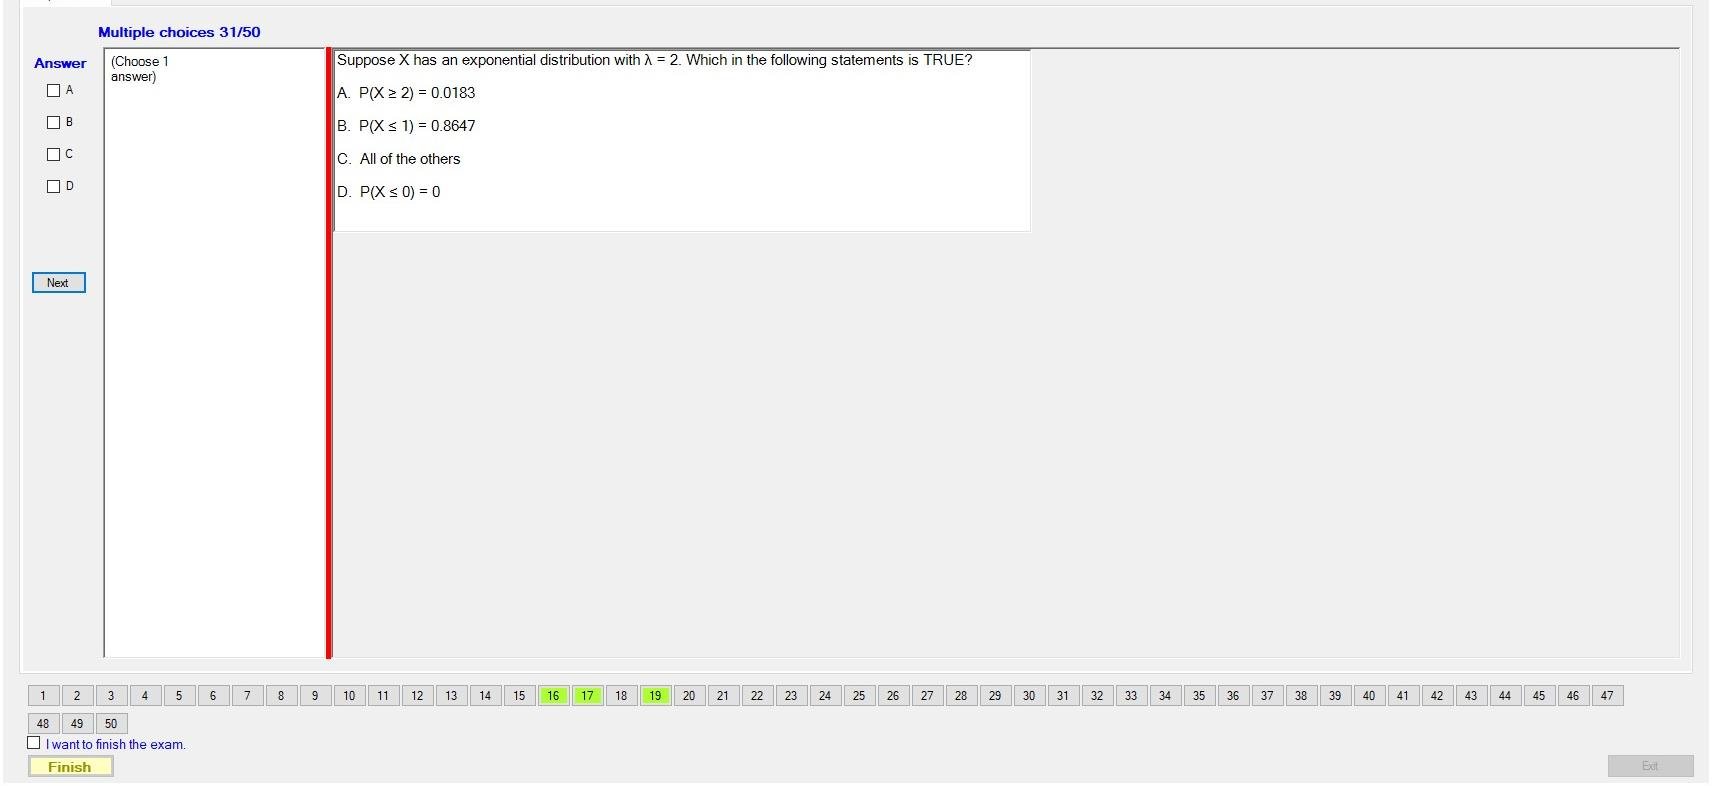 Multiple choices 31/50
Answer
(Choose 1
answer)
A
B
C
D
Next
Suppose X has an exponential distribution with λ = 2. Which in the following statements is TRUE?
A. P(X ≥ 2) = 0.0183
B. P(X ≤ 1) = 0.8647
C. All of the others
D. P(X ≤ 0) = 0
1 2 3 4 5 6 7 8 9 10 11 12 13 14 15 16 17 18 19 20 21 22 23 24 25 26 27 28 29 30 31 32 33 34 35 36 37 38 39 40 41 42 43 44 45 46 47
48 49 50
I want to finish the exam.
Finish
Exit